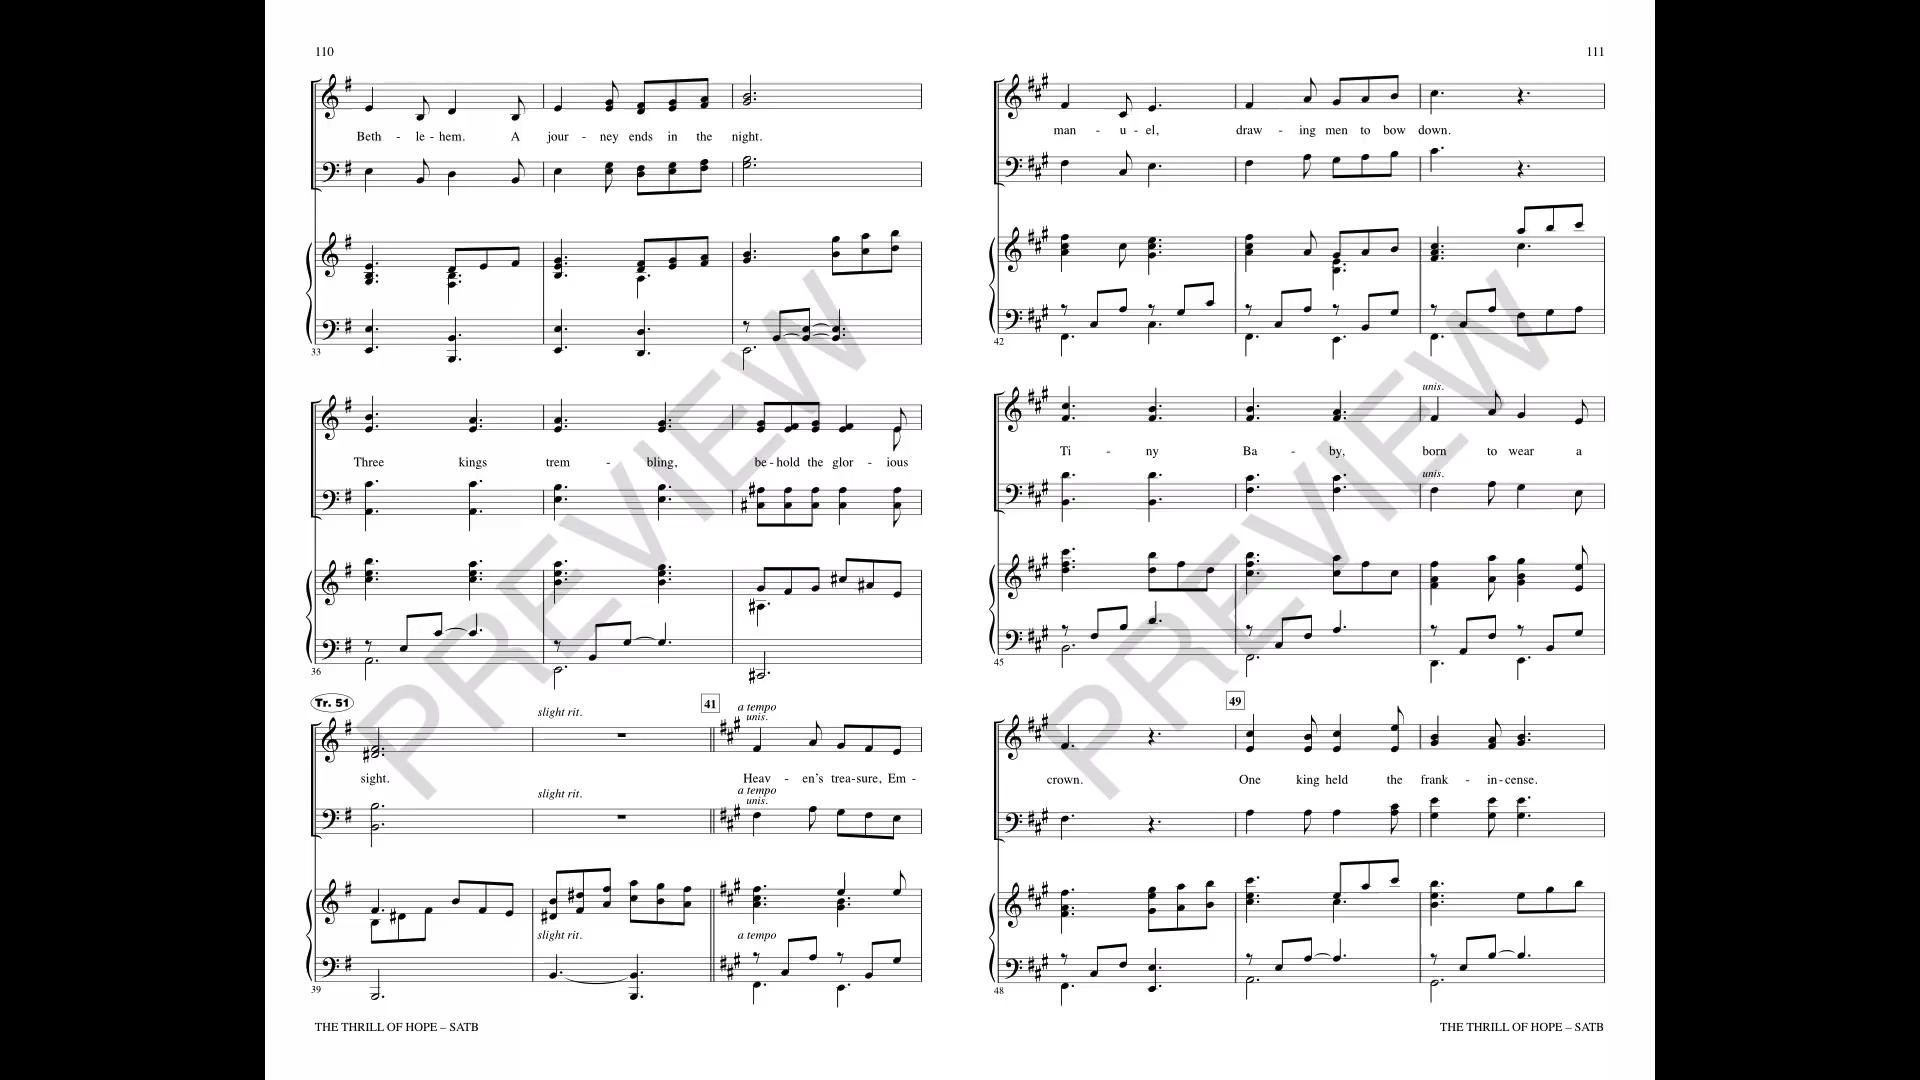 110
Beth - le - hem. A jour - ney ends in the night.
33
Three kings trem - bling, be - hold the glor - ious
36
Tr. 51
slight rit.
41
a tempo
unis.
sight. Heav - en's trea - sure, Em -
slight rit.
a tempo
unis.
slight rit.
a tempo
39
THE THRILL OF HOPE – SATB
PREVIEW
111
man - u - el, draw - ing men to bow down.
42
unis.
Ti - ny Ba - by, born to wear a
unis.
45
49
crown. One king held the frank - in - cense.
48
THE THRILL OF HOPE – SATB
PREVIEW